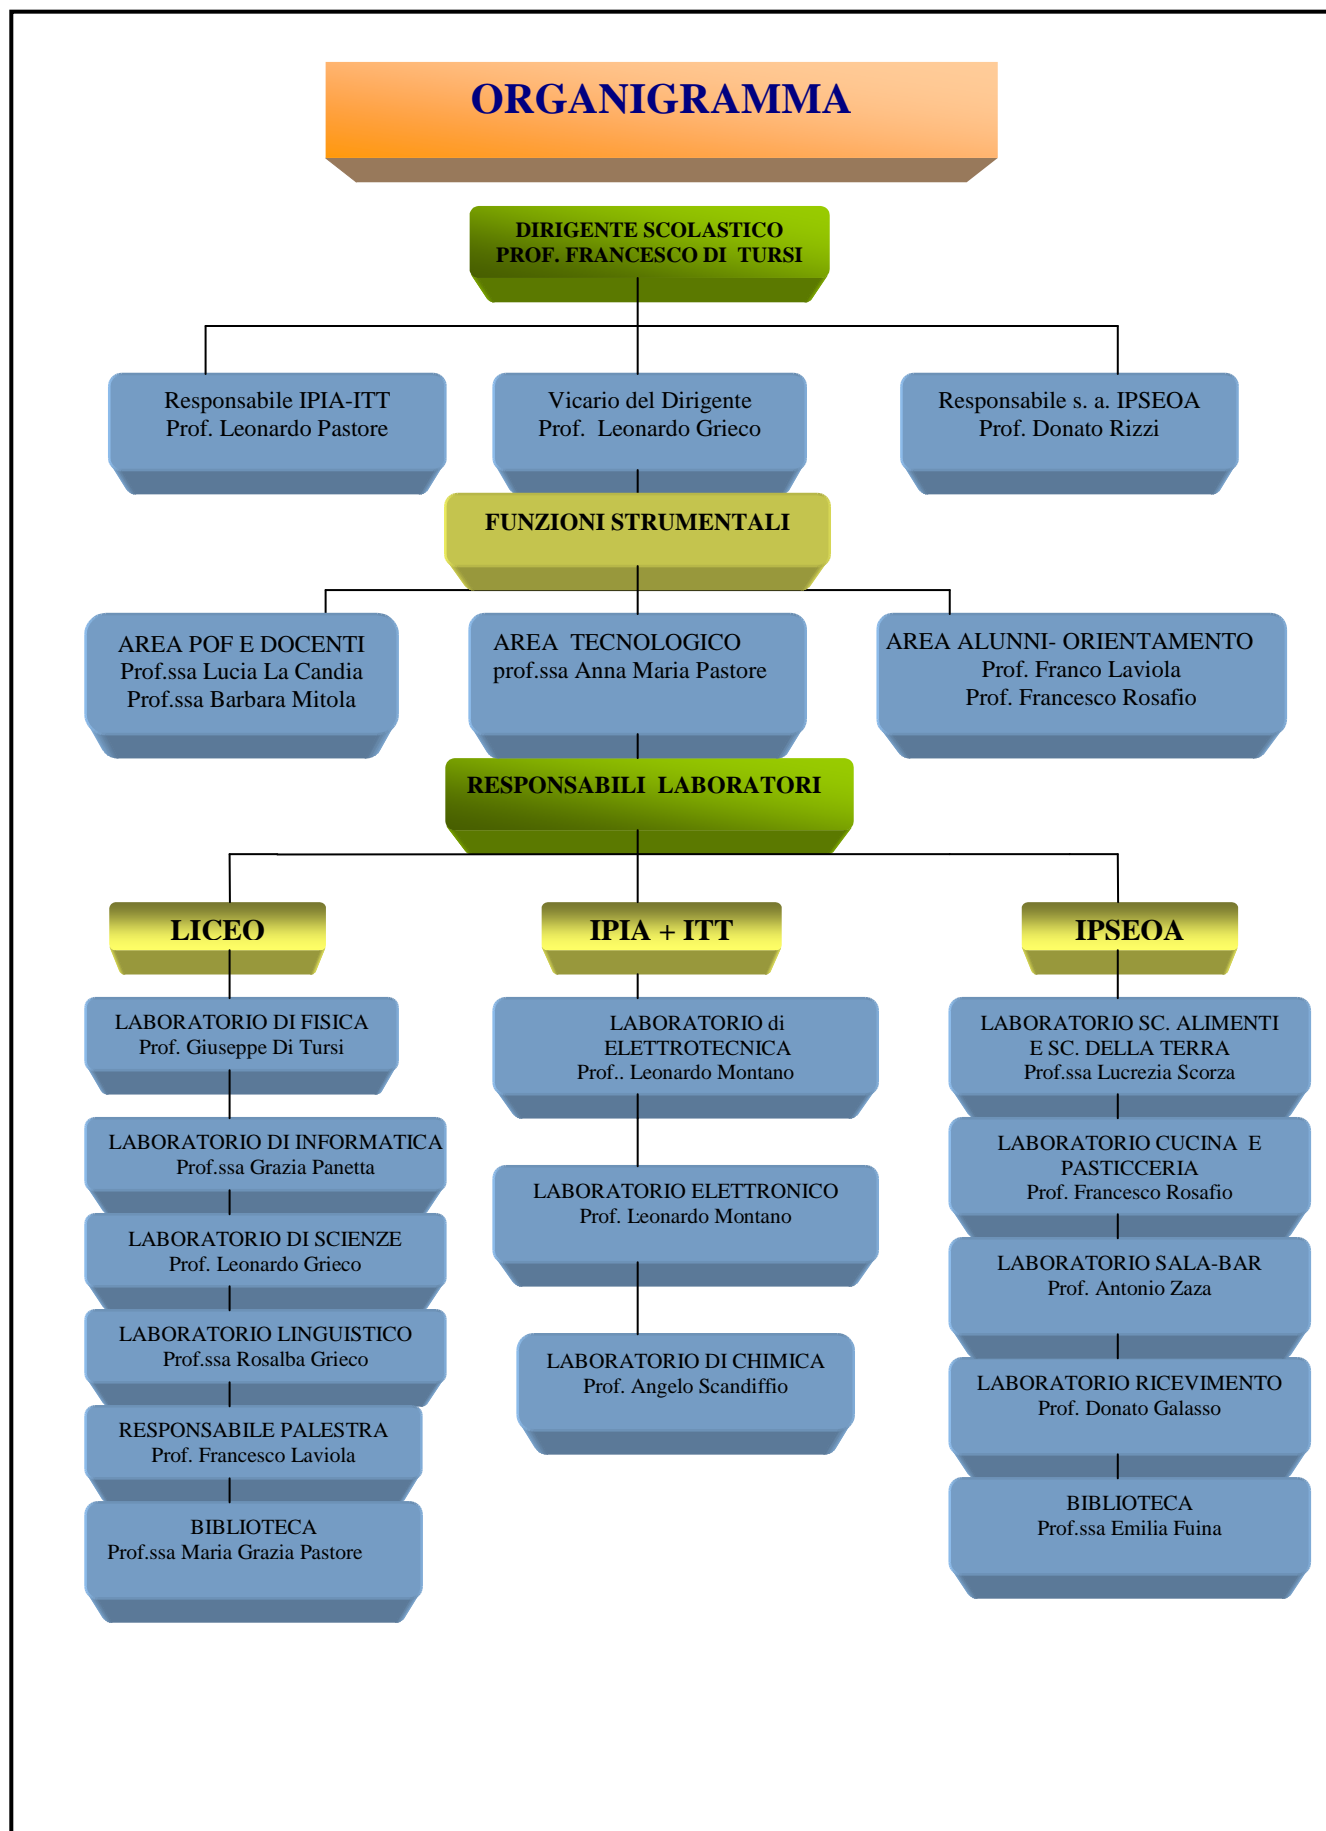 ORGANIGRAMMA
DIRIGENTE SCOLASTICO
PROF. FRANCESCO DI TURSI
Responsabile IPIA-ITT
Prof. Leonardo Pastore
Vicario del Dirigente
Prof. Leonardo Grieco
Responsabile s. a. IPSEOA
Prof. Donato Rizzi
FUNZIONI STRUMENTALI
AREA POF E DOCENTI
Prof.ssa Lucia La Candia
Prof.ssa Barbara Mitola
AREA TECNOLOGICO
prof.ssa Anna Maria Pastore
AREA ALUNNI- ORIENTAMENTO
Prof. Franco Laviola
Prof. Francesco Rosafio
RESPONSABILI LABORATORI
LICEO
LABORATORIO DI FISICA
Prof. Giuseppe Di Tursi
LABORATORIO DI INFORMATICA
Prof.ssa Grazia Panetta
LABORATORIO DI SCIENZE
Prof. Leonardo Grieco
LABORATORIO LINGUISTICO
Prof.ssa Rosalba Grieco
RESPONSABILE PALESTRA
Prof. Francesco Laviola
BIBLIOTECA
Prof.ssa Maria Grazia Pastore
IPIA + ITT
LABORATORIO di
ELETTROTECNICA
Prof.. Leonardo Montano
LABORATORIO ELETTRONICO
Prof. Leonardo Montano
LABORATORIO DI CHIMICA
Prof. Angelo Scandiffio
IPSEOA
LABORATORIO SC. ALIMENTI
E SC. DELLA TERRA
Prof.ssa Lucrezia Scorza
LABORATORIO CUCINA E
PASTICCERIA
Prof. Francesco Rosafio
LABORATORIO SALA-BAR
Prof. Antonio Zaza
LABORATORIO RICEVIMENTO
Prof. Donato Galasso
BIBLIOTECA
Prof.ssa Emilia Fuina